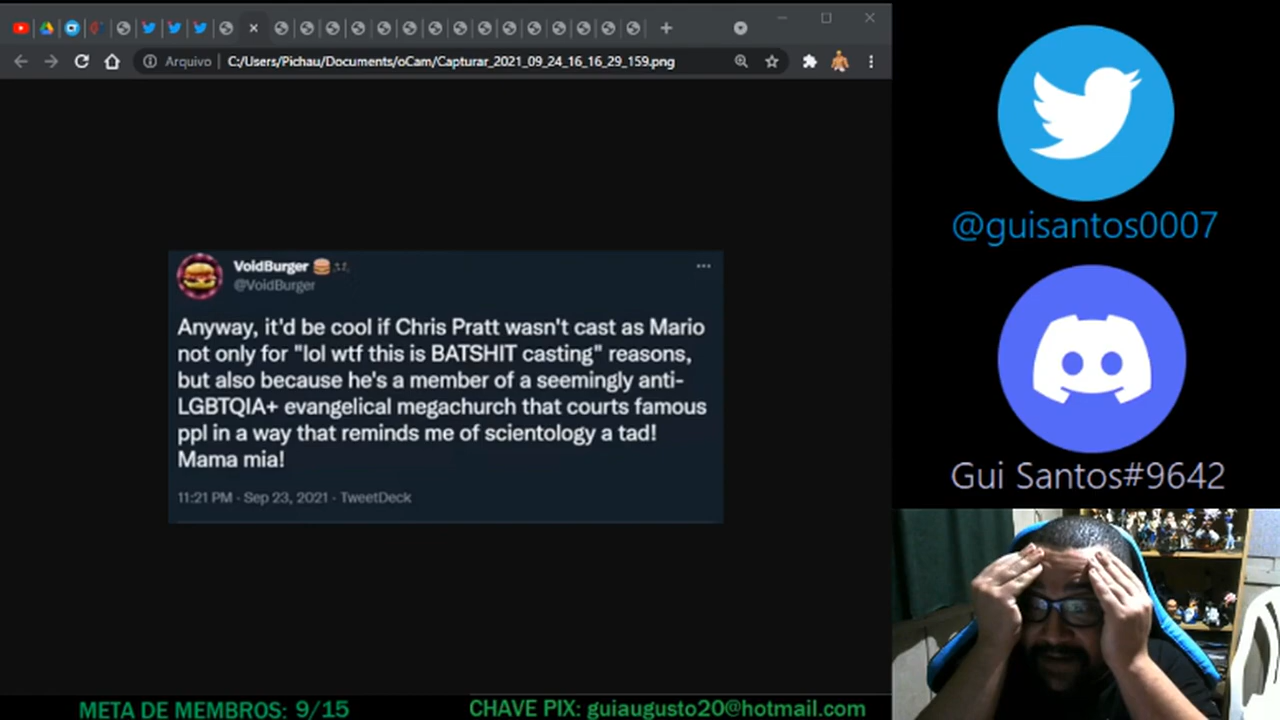 Arquivo
C:/Users/Pichau/Documents/oCam/Capturar_2021_09_24_16_16_29_159.png
VoidBurger
@VoidBurger
Anyway, it'd be cool if Chris Pratt wasn't cast as Mario
not only for "lol wtf this is BATSHIT casting" reasons,
but also because he's a member of a seemingly anti-
LGBTQIA+ evangelical megachurch that courts famous
ppl in a way that reminds me of scientology a tad!
Mama mia!
11:21 PM · Sep 23, 2021 · TweetDeck
@guisantos0007
Gui Santos#9642
META DE MEMBROS: 9/15
CHAVE PIX: guiaugusto20@hotmail.com